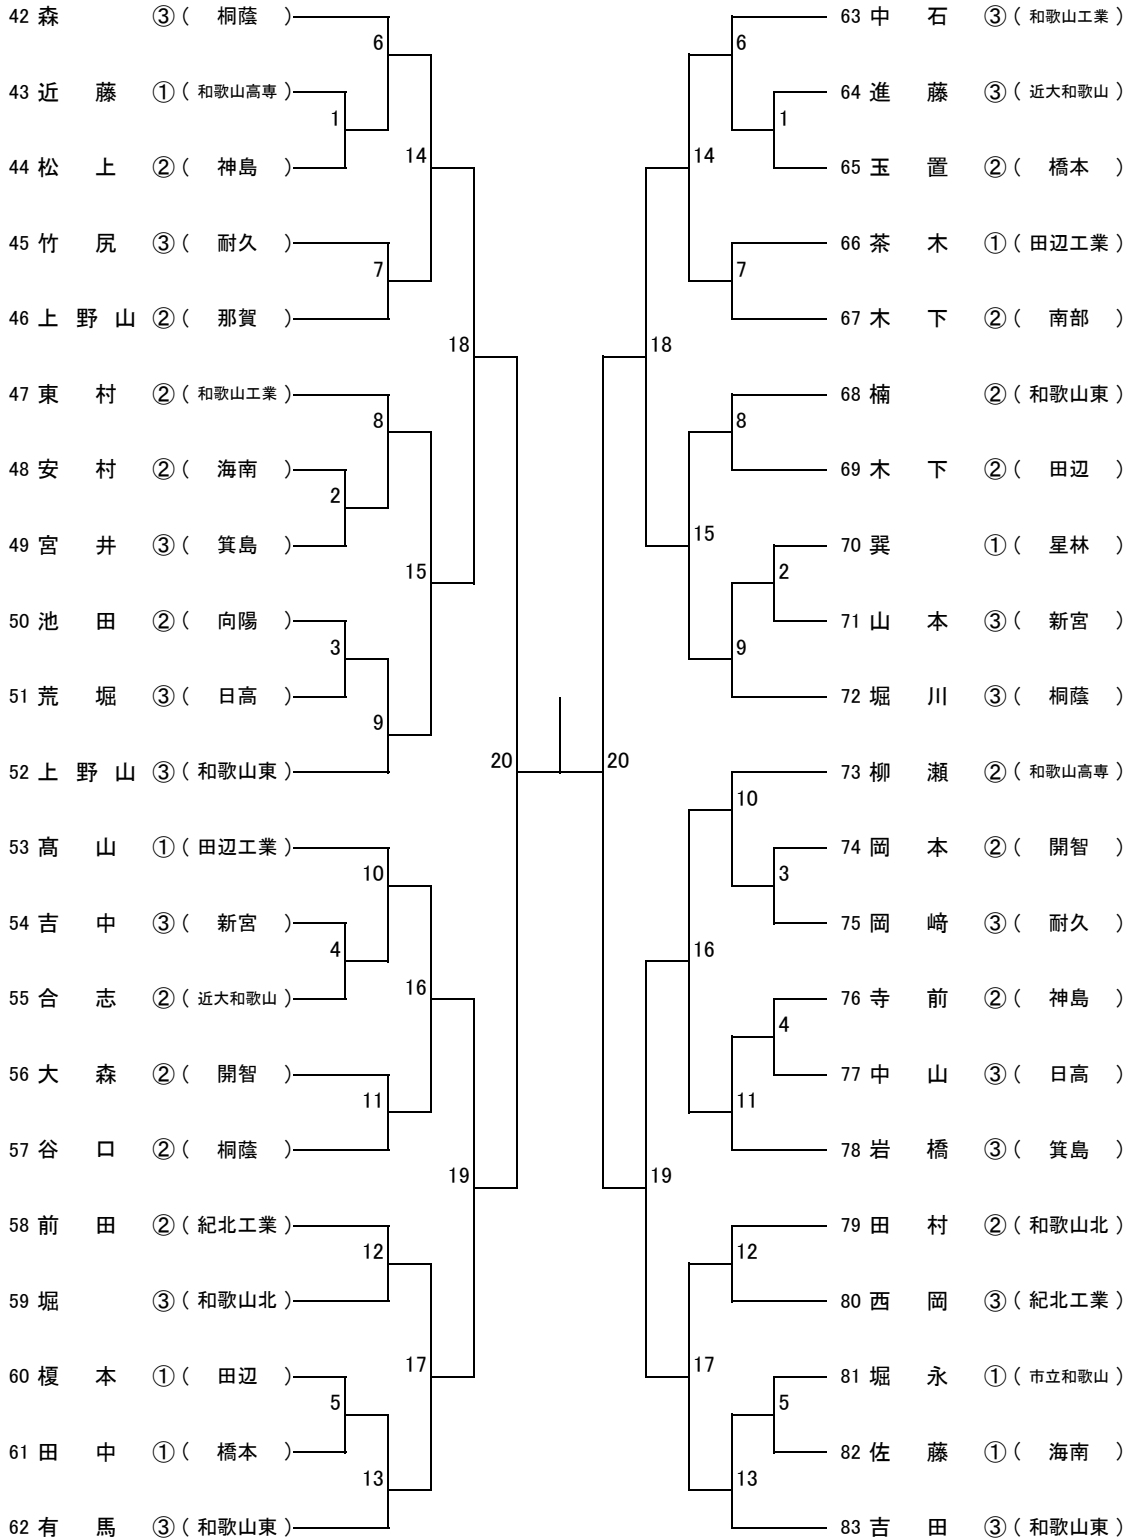 42 森 ③ ( 桐蔭 )
6
43 近 藤 ① ( 和歌山高専 )
1
44 松 上 ② ( 神島 )
14
45 竹 尻 ③ ( 耐久 )
7
46 上 野 山 ② ( 那賀 )
18
47 東 村 ② ( 和歌山工業 )
8
48 安 村 ② ( 海南 )
2
49 宮 井 ③ ( 箕島 )
15
50 池 田 ② ( 向陽 )
3
51 荒 堀 ③ ( 日高 )
9
52 上 野 山 ③ ( 和歌山東 )
20
53 髙 山 ① ( 田辺工業 )
10
54 吉 中 ③ ( 新宮 )
4
55 合 志 ② ( 近大和歌山 )
16
56 大 森 ② ( 開智 )
11
57 谷 口 ② ( 桐蔭 )
19
58 前 田 ② ( 紀北工業 )
12
59 堀 ③ ( 和歌山北 )
17
60 榎 本 ① ( 田辺 )
5
61 田 中 ① ( 橋本 )
13
62 有 馬 ③ ( 和歌山東 )
63 中 石 ③ ( 和歌山工業 )
6
64 進 藤 ③ ( 近大和歌山 )
1
65 玉 置 ② ( 橋本 )
14
66 茶 木 ① ( 田辺工業 )
7
67 木 下 ② ( 南部 )
18
68 楠 ② ( 和歌山東 )
8
69 木 下 ② ( 田辺 )
15
70 巽 ① ( 星林 )
2
71 山 本 ③ ( 新宮 )
9
72 堀 川 ③ ( 桐蔭 )
20
73 柳 瀬 ② ( 和歌山高専 )
10
74 岡 本 ② ( 開智 )
3
75 岡 﨑 ③ ( 耐久 )
16
76 寺 前 ② ( 神島 )
4
77 中 山 ③ ( 日高 )
11
78 岩 橋 ③ ( 箕島 )
19
79 田 村 ② ( 和歌山北 )
12
80 西 岡 ③ ( 紀北工業 )
17
81 堀 永 ① ( 市立和歌山 )
5
82 佐 藤 ① ( 海南 )
13
83 吉 田 ③ ( 和歌山東 )